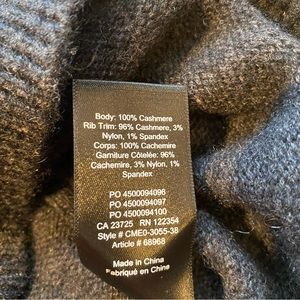 Body: 100% Cashmere
Rib Trim: 96% Cashmere, 3%
Nylon, 1% Spandex
Corps: 100% Cachemire
Garniture Côtelée: 96%
Cachemire, 3% Nylon, 1%
Spandex
PO 4500094096
PO 4500094097
PO 4500094100
CA 23725 RN 122354
Style # CME0-3055-38
Article # 68968
Made in China
Fabriqué en Chine